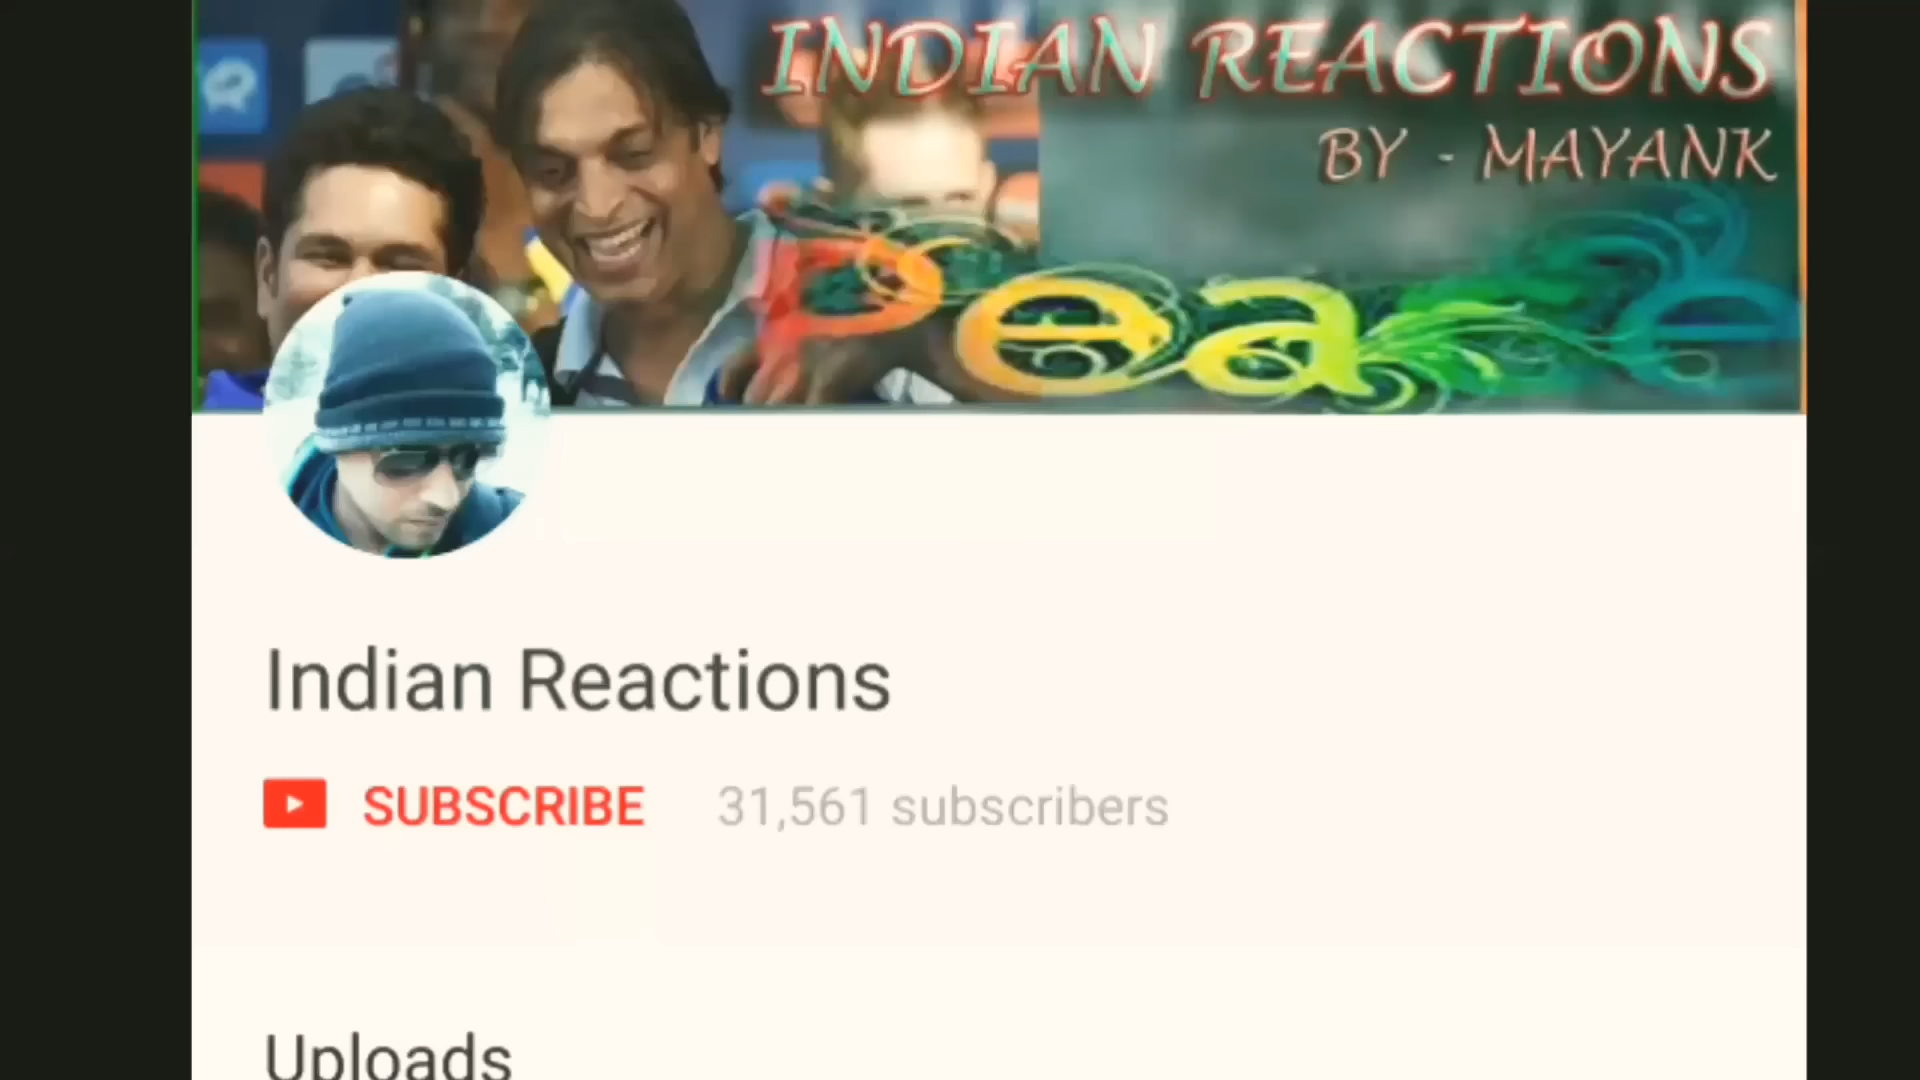 INDIAN REACTIONS
BY - MAYANK
Peace
Indian Reactions
SUBSCRIBE 31,561 subscribers
Uploads